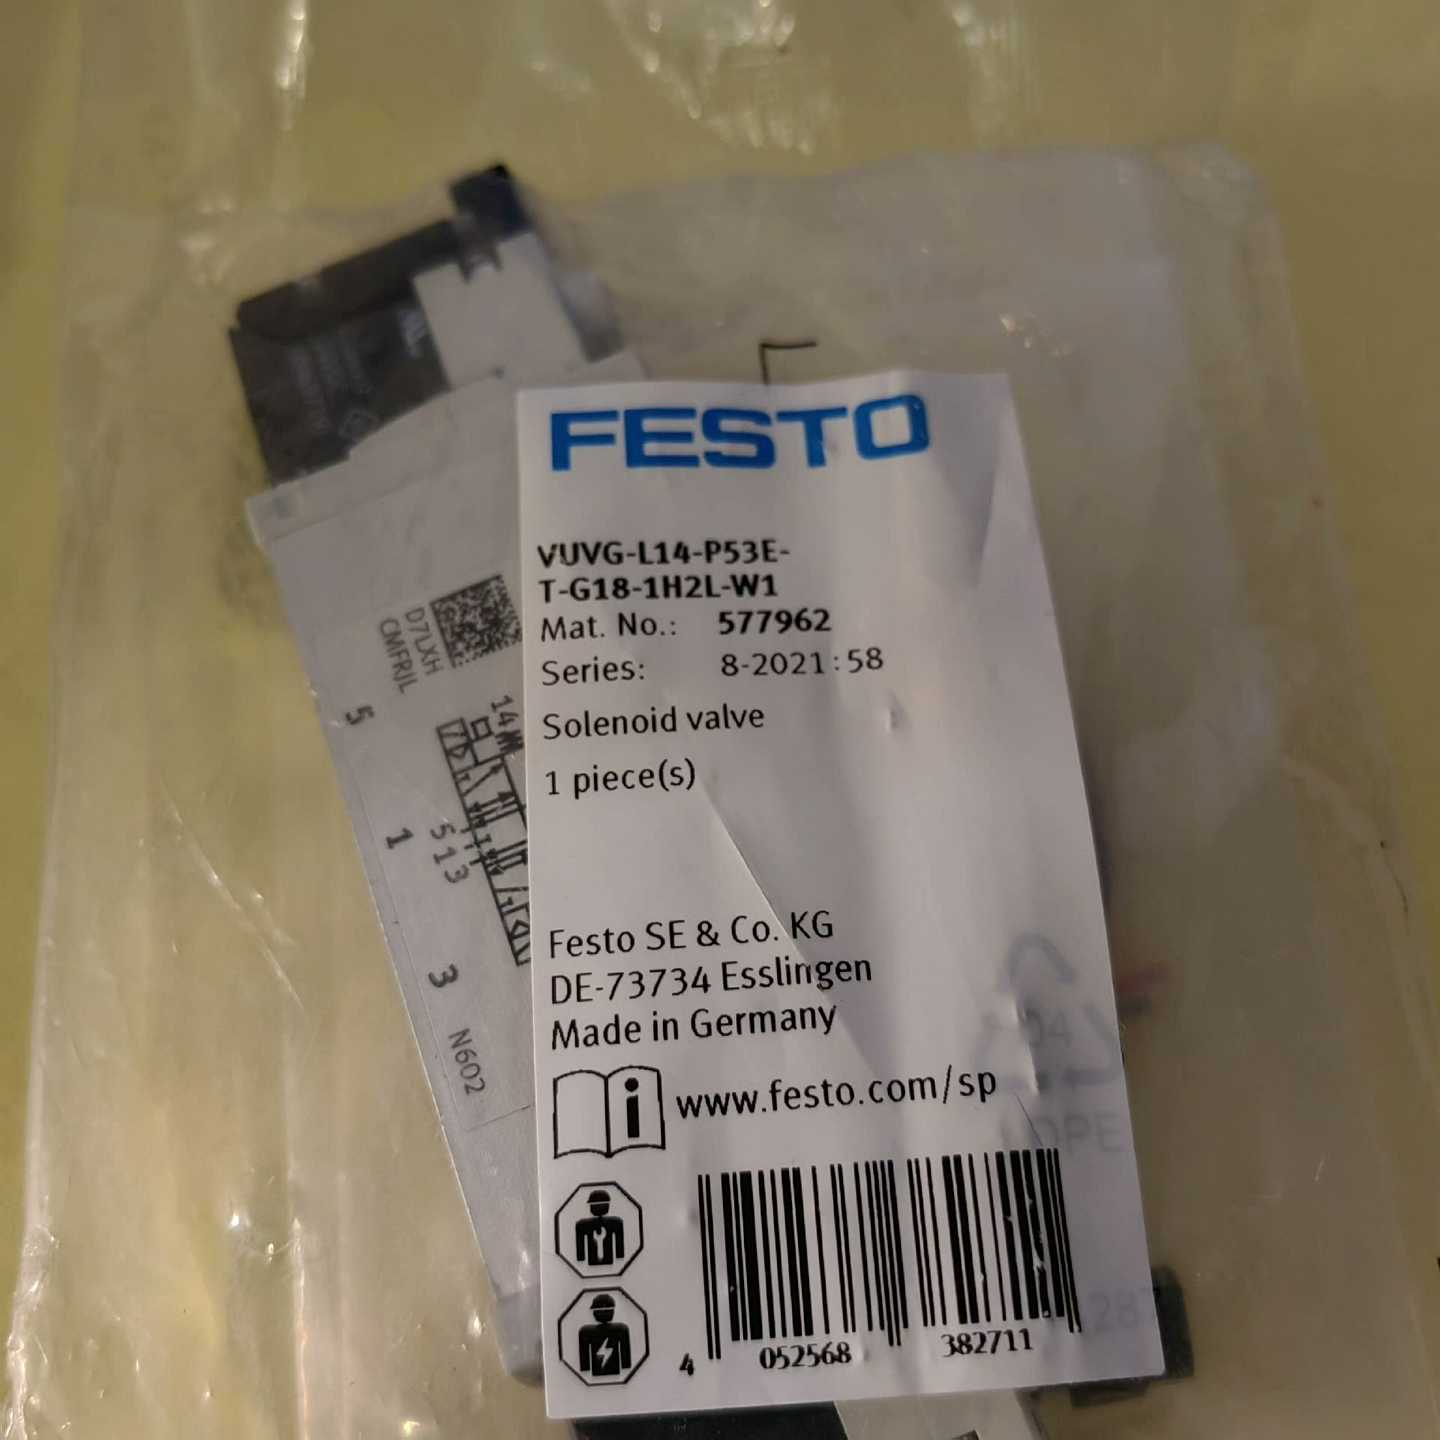 FESTO
VUVG-L14-P53E-
T-G18-1H2L-W1
Mat. No.: 577962
Series: 8-2021:58
Solenoid valve
1 piece(s)
Festo SE & Co. KG
DE-73734 Esslingen
Made in Germany
www.festo.com/sp
4 052568 382711
D7LXH
CMFRJL
14
5
513
1
3
N602
04